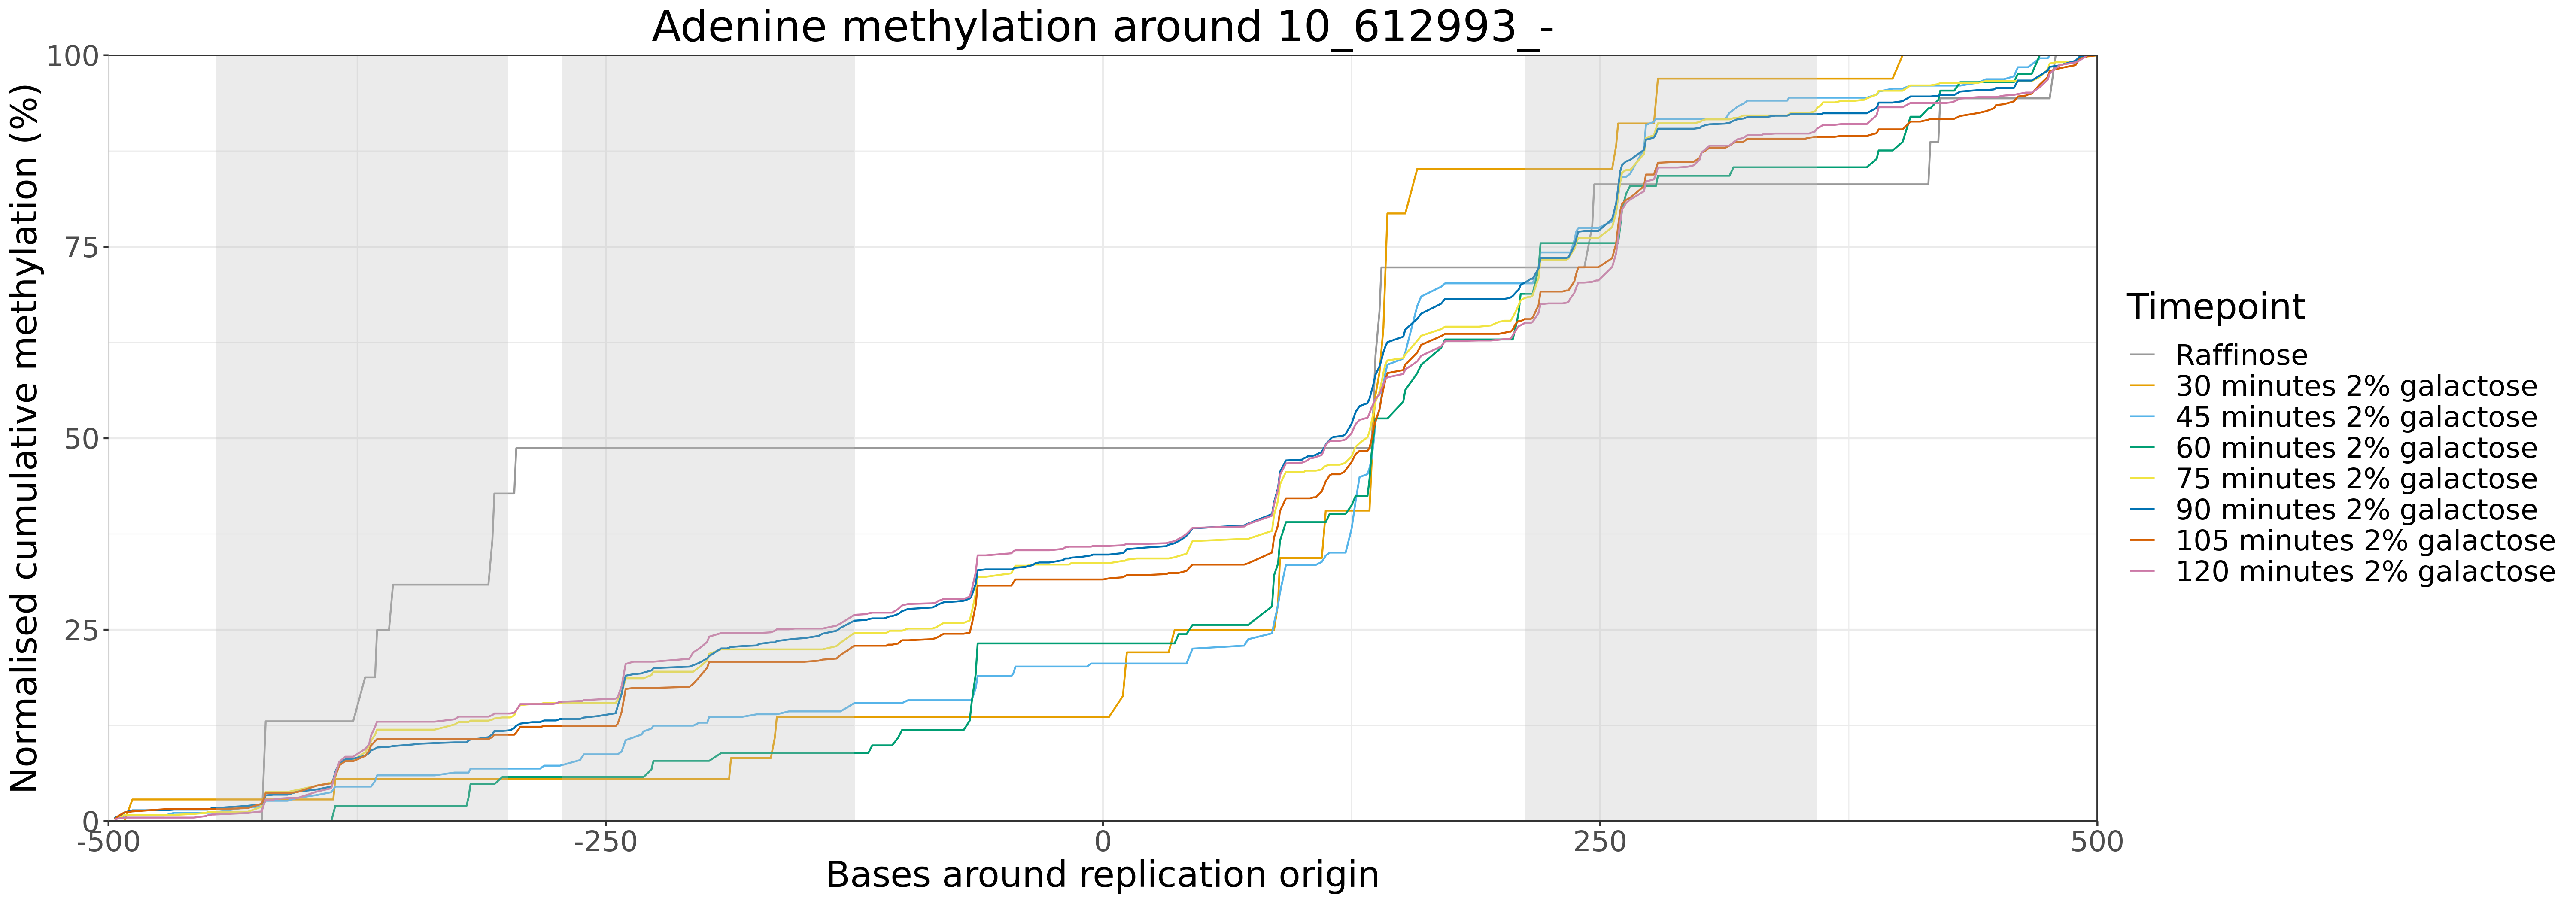 Adenine methylation around 10_612993_-
Normalised cumulative methylation (%)
100
75
50
25
0
-500
-250
0
250
500
Bases around replication origin
Timepoint
Raffinose
30 minutes 2% galactose
45 minutes 2% galactose
60 minutes 2% galactose
75 minutes 2% galactose
90 minutes 2% galactose
105 minutes 2% galactose
120 minutes 2% galactose